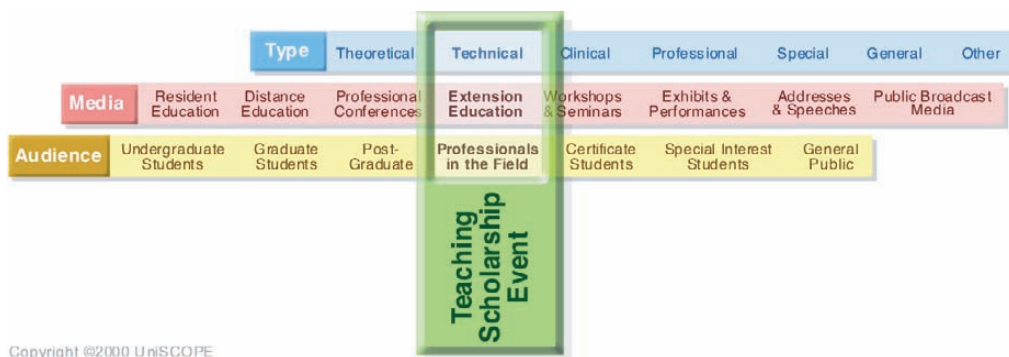 Type Theoretical Technical Clinical Professional Special General Other
Media Resident Education Distance Education Professional Conferences Extension Education Workshops & Seminars Exhibits & Performances Addresses & Speeches Public Broadcast Media
Audience Undergraduate Students Graduate Students Post-Graduate Professionals in the Field Certificate Students Special Interest Students General Public
Teaching
Scholarship
Event
Copyright ©2000 UniSCOPE